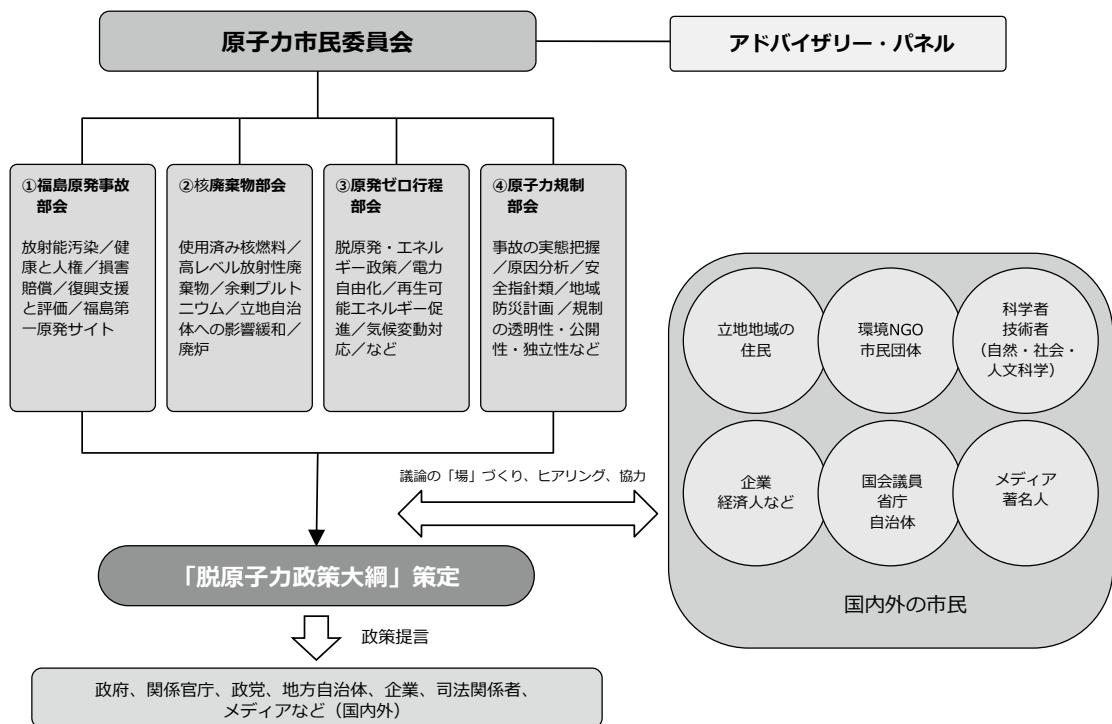 原子力市民委員会
アドバイザリー・パネル
①福島原発事故
部会
放射能汚染／健
康と人権／損害
賠償／復興支援
と評価／福島第
一原発サイト
②核廃棄物部会
使用済み核燃料／
高レベル放射性廃
棄物／余剰プルト
ニウム／立地自治
体への影響緩和／
廃炉
③原発ゼロ行程
部会
脱原発・エネル
ギー政策／電力
自由化／再生可
能エネルギー促
進／気候変動対
応／など
④原子力規制
部会
事故の実態把握
／原因分析／安
全指針類／地域
防災計画／規制
の透明性・公開
性・独立性など
立地地域の
住民
環境NGO
市民団体
科学者
技術者
（自然・社会・
人文科学）
企業
経済人など
国会議員
省庁
自治体
メディア
著名人
国内外の市民
議論の「場」づくり、ヒアリング、協力
「脱原子力政策大綱」策定
政策提言
政府、関係官庁、政党、地方自治体、企業、司法関係者、
メディアなど（国内外）